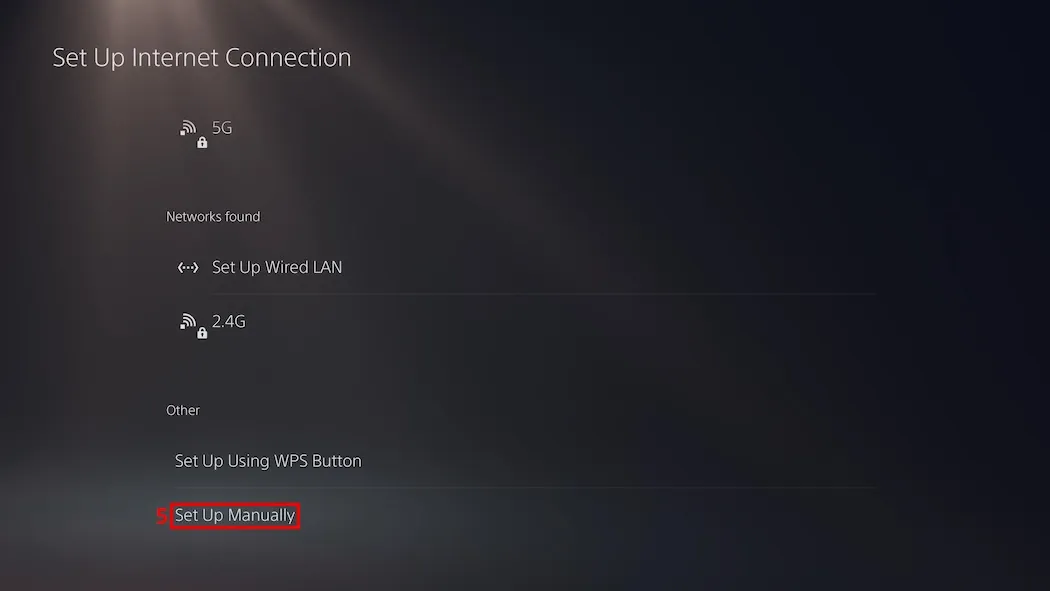 Set Up Internet Connection
5G
Networks found
Set Up Wired LAN
2.4G
Other
Set Up Using WPS Button
5 Set Up Manually